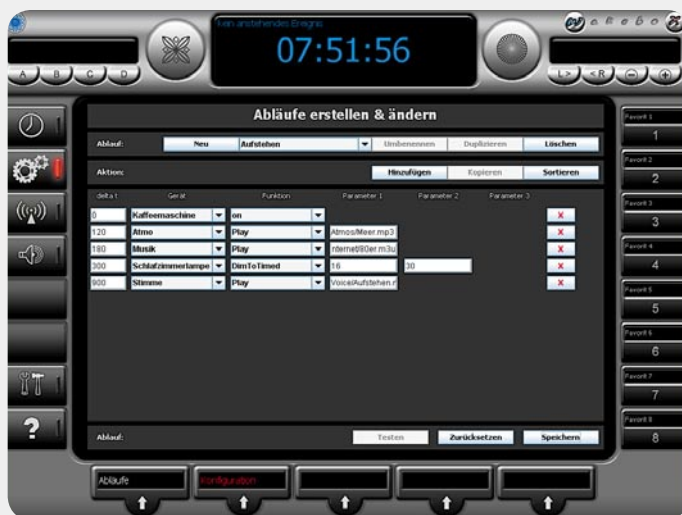 kein anstehendes Ereignis
07:51:56
A B C D
L > < R
Abläufe erstellen & ändern
Ablauf: Neu Aufstehen Umbenennen Duplizieren Löschen
Aktion: Hinzufügen Kopieren Sortieren
delta t Gerät Funktion Parameter 1 Parameter 2 Parameter 3
0 Kaffeemaschine on X
120 Atmo Play Atmos/Meer.mp3 X
180 Musik Play nternet/80er.m3u X
300 Schlafzimmerlampe DimToTimed 16 30 X
900 Stimme Play Voice/Aufstehen.r X
Ablauf: Testen Zurücksetzen Speichern
Favorit 1
1
Favorit 2
2
Favorit 3
3
Favorit 4
4
Favorit 5
5
Favorit 6
6
Favorit 7
7
Favorit 8
8
?
Abläufe Konfiguration